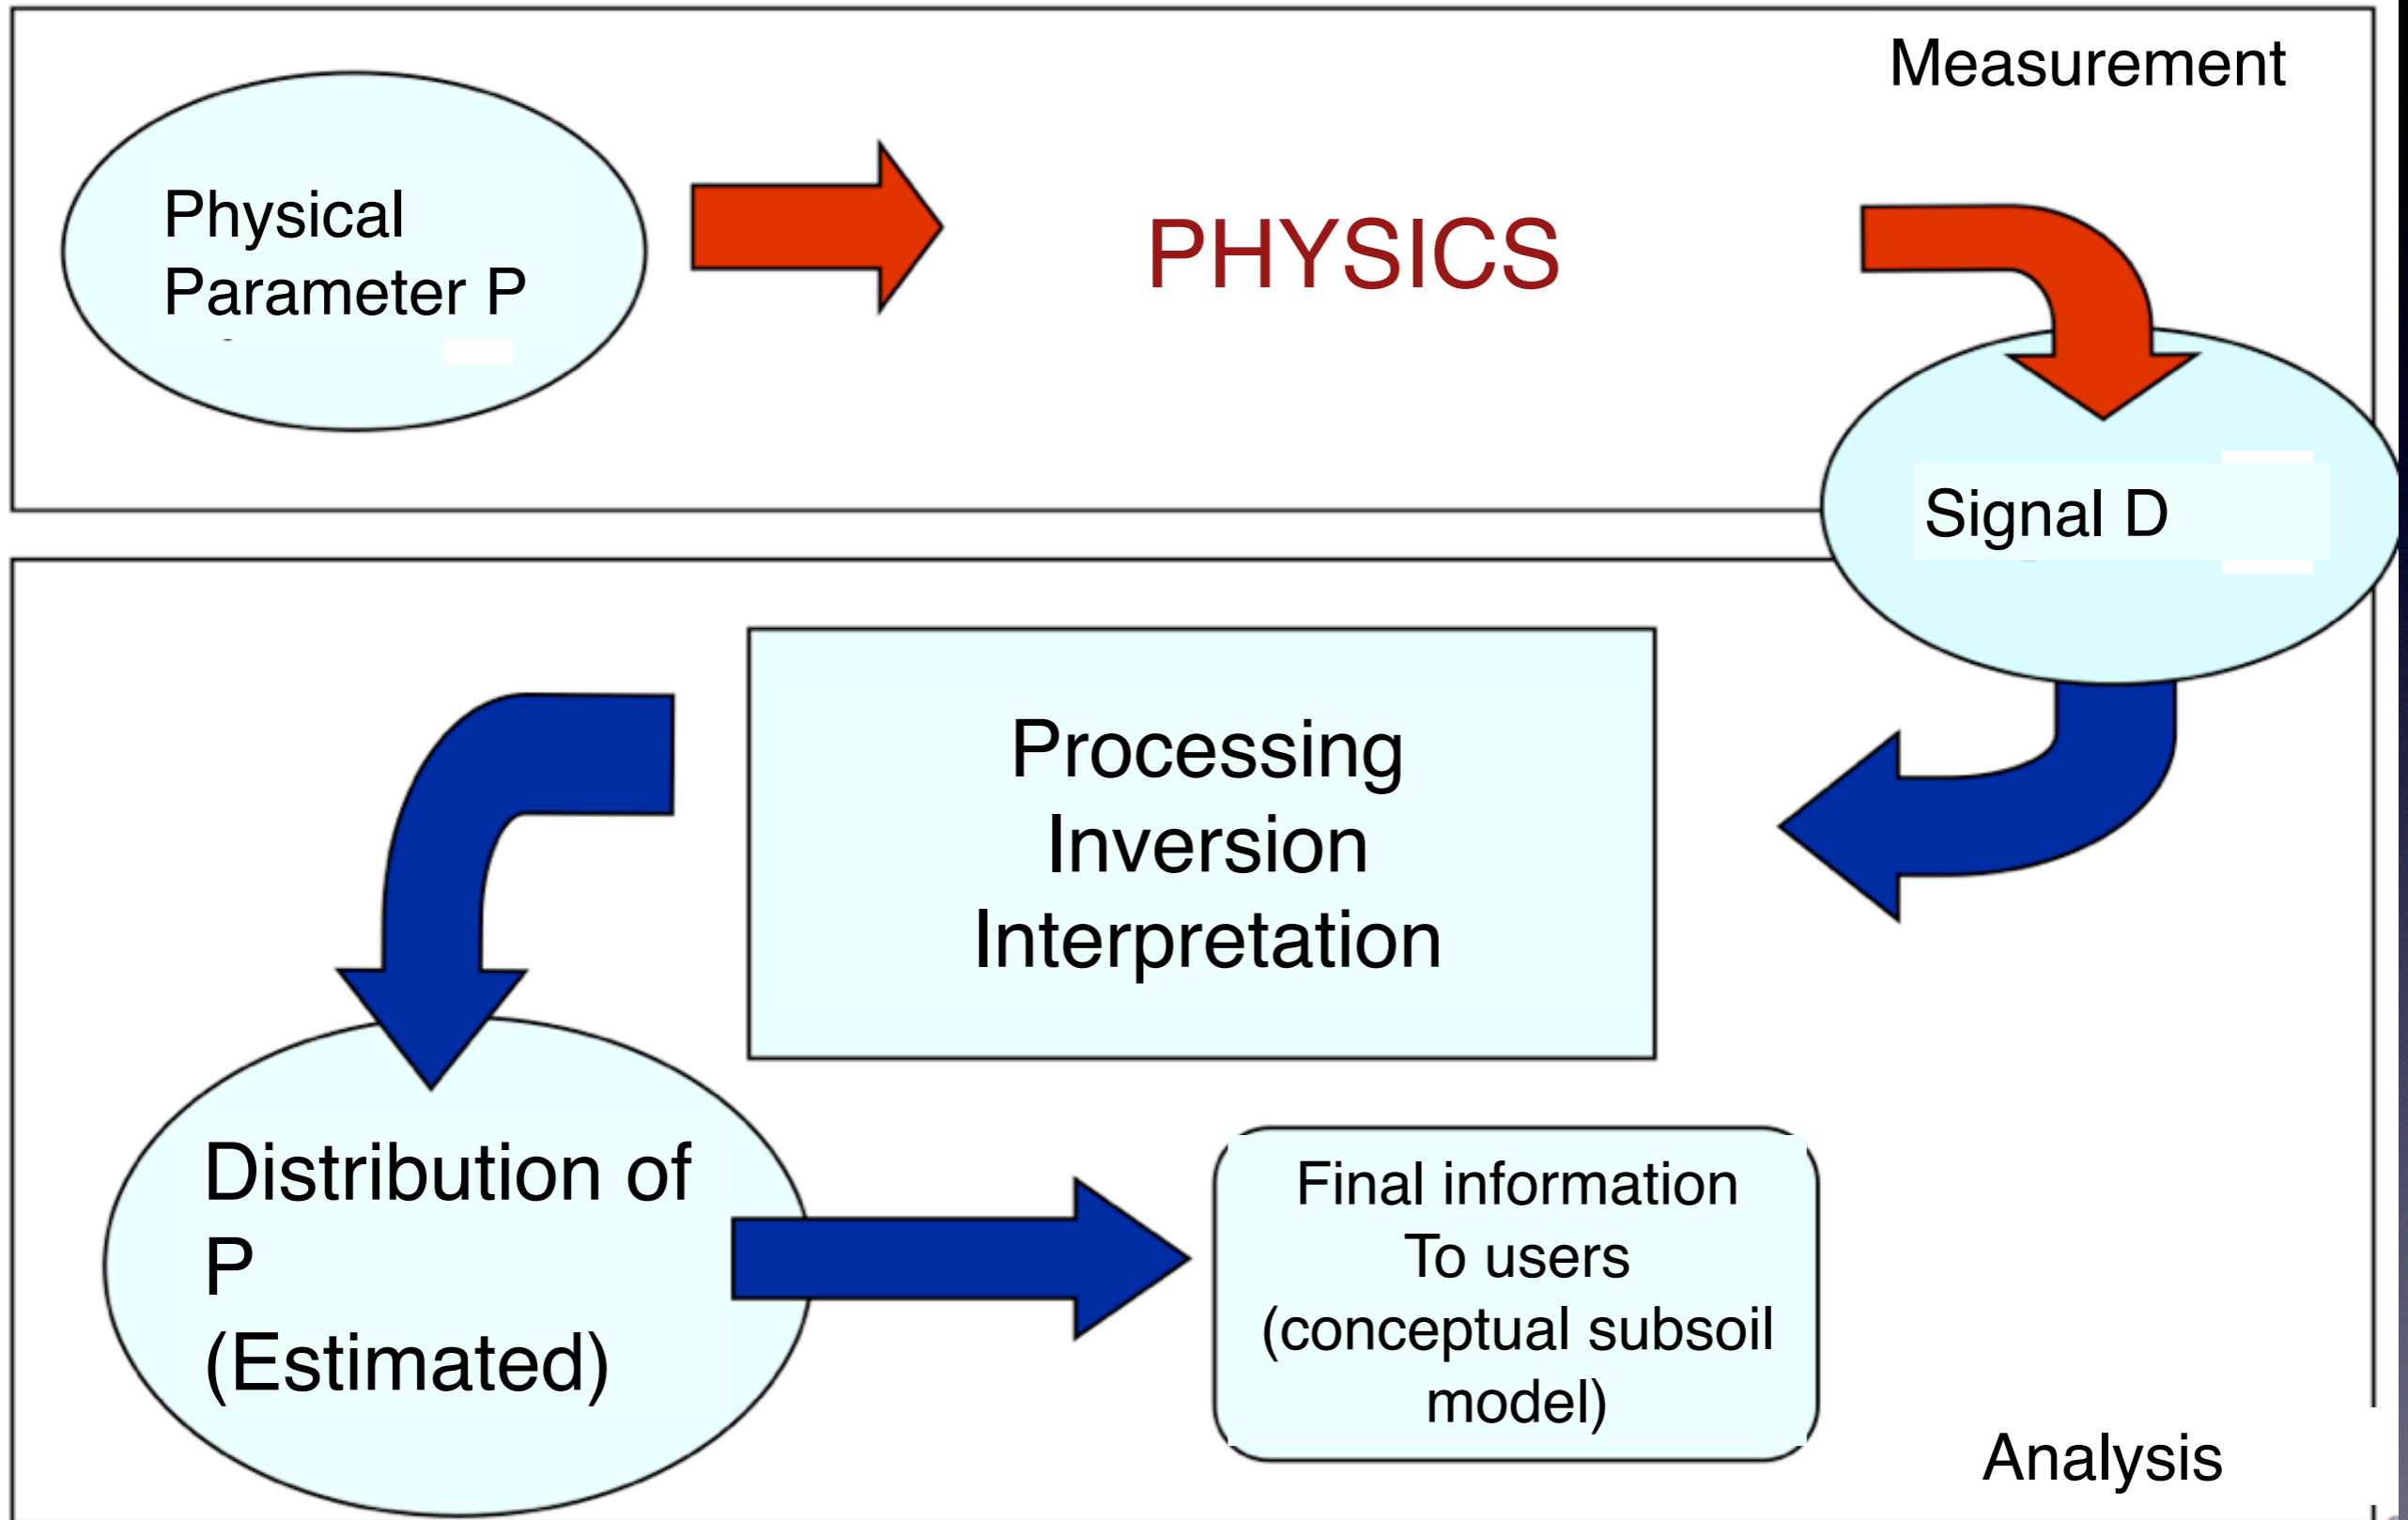 Measurement
Physical
Parameter P
PHYSICS
Signal D
Processing
Inversion
Interpretation
Distribution of
P
(Estimated)
Final information
To users
(conceptual subsoil
model)
Analysis